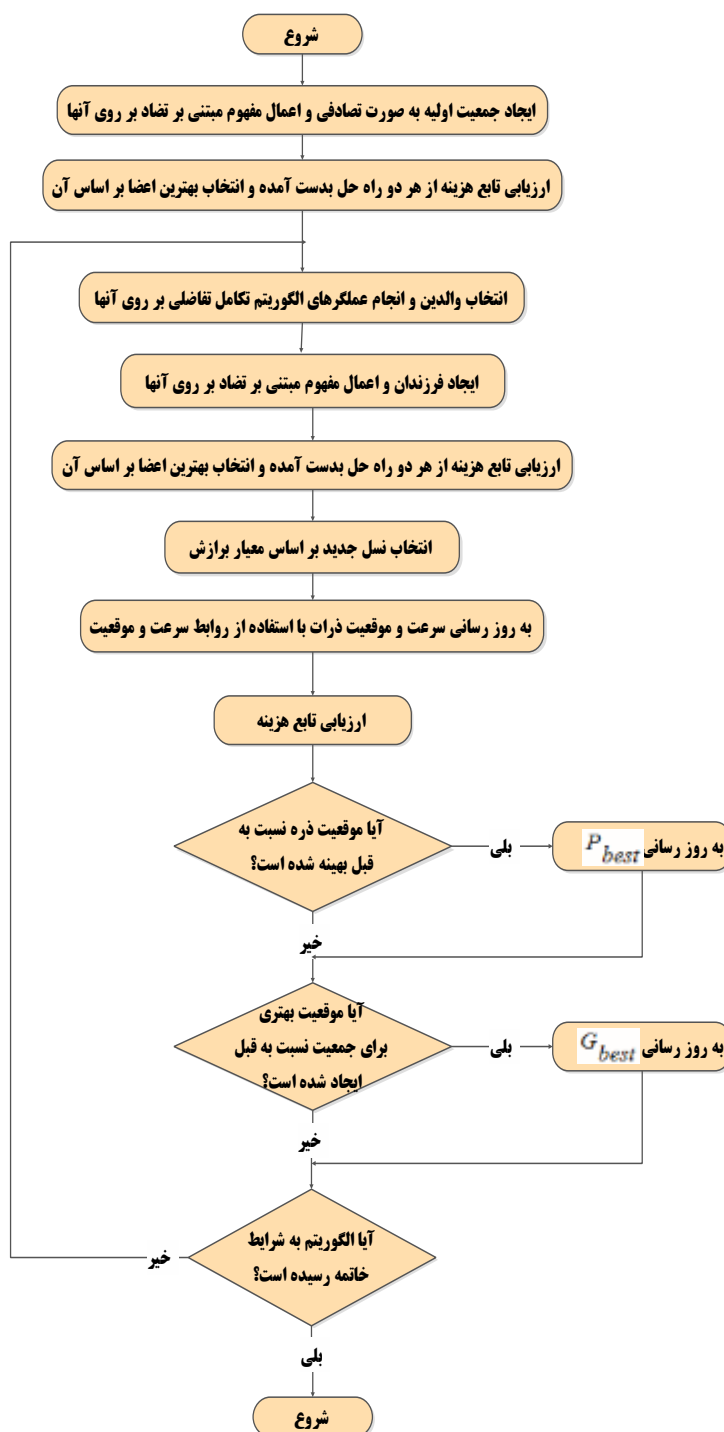 شروع
ایجاد جمعیت اولیه به صورت تصادفی و اعمال مفهوم مبتنی بر تضاد بر روی آنها
ارزیابی تابع هزینه از هر دو راه حل بدست آمده و انتخاب بهترین اعضا بر اساس آن
انتخاب والدین و انجام عملگرهای الگوریتم تکامل تفاضلی بر روی آنها
ایجاد فرزندان و اعمال مفهوم مبتنی بر تضاد بر روی آنها
ارزیابی تابع هزینه از هر دو راه حل بدست آمده و انتخاب بهترین اعضا بر اساس آن
انتخاب نسل جدید بر اساس معیار برازش
به روز رسانی سرعت و موقعیت ذرات با استفاده از روابط سرعت و موقعیت
ارزیابی تابع هزینه
آیا موقعیت ذره نسبت به
قبل بهینه شده است؟
بلی
به روز رسانی P_best
خیر
آیا موقعیت بهتری
برای جمعیت نسبت به قبل
ایجاد شده است؟
بلی
به روز رسانی G_best
خیر
آیا الگوریتم به شرایط
خاتمه رسیده است؟
خیر
بلی
شروع